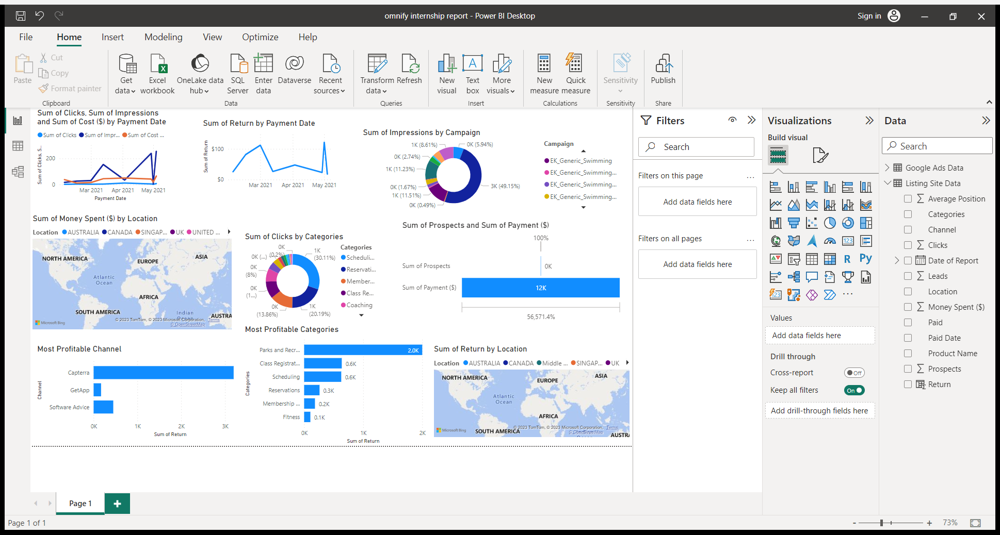 omnify internship report - Power BI Desktop
Sign in
File Home Insert Modeling View Optimize Help
Paste
Cut
Copy
Format painter
Clipboard
Get data
Excel workbook
OneLake data hub
SQL Server
Enter data
Dataverse
Recent sources
Data
Transform data
Refresh
Queries
New visual
Text box
More visuals
Insert
New measure
Quick measure
Calculations
Sensitivity
Sensitivity
Publish
Share
Sum of Clicks, Sum of Impressions
and Sum of Cost ($) by Payment Date
Sum of Clicks Sum of Impr... Sum of Cost ...
Sum of Clicks, S...
200
0
Mar 2021 Apr 2021 May 2021
Payment Date
Sum of Return by Payment Date
Sum of Return
$100
$0
Mar 2021 Apr 2021 May 2021
Sum of Impressions by Campaign
1K (8.61%)
0K (5.94%)
0K (2.74%)
1K (11.23%)
0K (1.67%)
1K (11.51%)
0K (0.49%)
3K (49.15%)
Campaign
EK_Generic_Swimming
EK_Generic_Swimming...
EK_Generic_Swimming...
EK_Generic_Swimming...
Sum of Money Spent ($) by Location
Location AUSTRALIA CANADA SINGAP... UK UNITED ...
NORTH AMERICA
EUROPE
ASIA
Atlantic
Ocean
AFRICA
SOUTH AMERICA
Indian
AUSTRA
Microsoft Bing
© 2023 TomTom, © 2023 Microsoft Corporation, Terms
© OpenStreetMap
Sum of Clicks by Categories
0K
0K (...)
(0.2%)
1K
(30.11%)
0K
(8%)
0K
(1...)
0K
(13.86%)
1K
(20.19%)
Categories
Scheduli...
Reservati...
Member...
Class Re...
Coaching
Sum of Prospects and Sum of Payment ($)
100%
Sum of Prospects
0K
Sum of Payment ($)
12K
56,571.4%
Most Profitable Channel
Channel
Capterra
GetApp
Software Advice
0K 1K 2K 3K
Sum of Return
Most Profitable Categories
Categories
Parks and Recr... 2.0K
Class Registrat... 0.6K
Scheduling 0.6K
Reservations 0.3K
Membership ... 0.2K
Fitness 0.1K
0K 1K 2K
Sum of Return
Sum of Return by Location
Location AUSTRALIA CANADA Middle ... SINGAP... UK
NORTH AMERICA
EUROPE
ASIA
Atlantic
Ocean
AFRICA
SOUTH AMERICA
AUSTRA
Microsoft Bing
© 2023 TomTom, © 2023 Microsoft Corporation, Terms
© OpenStreetMap
Filters
Search
Filters on this page ...
Add data fields here
Filters on all pages ...
Add data fields here
Visualizations
Build visual
123
R
Py
123
...
Values
Add data fields here
Drill through
Cross-report Off
Keep all filters On
Add drill-through fields here
Data
Search
Google Ads Data
Listing Site Data
Average Position
Categories
Channel
Clicks
Date of Report
Leads
Location
Money Spent ($)
Paid
Paid Date
Product Name
Prospects
Return
Page 1
+
Page 1 of 1
- + 73%